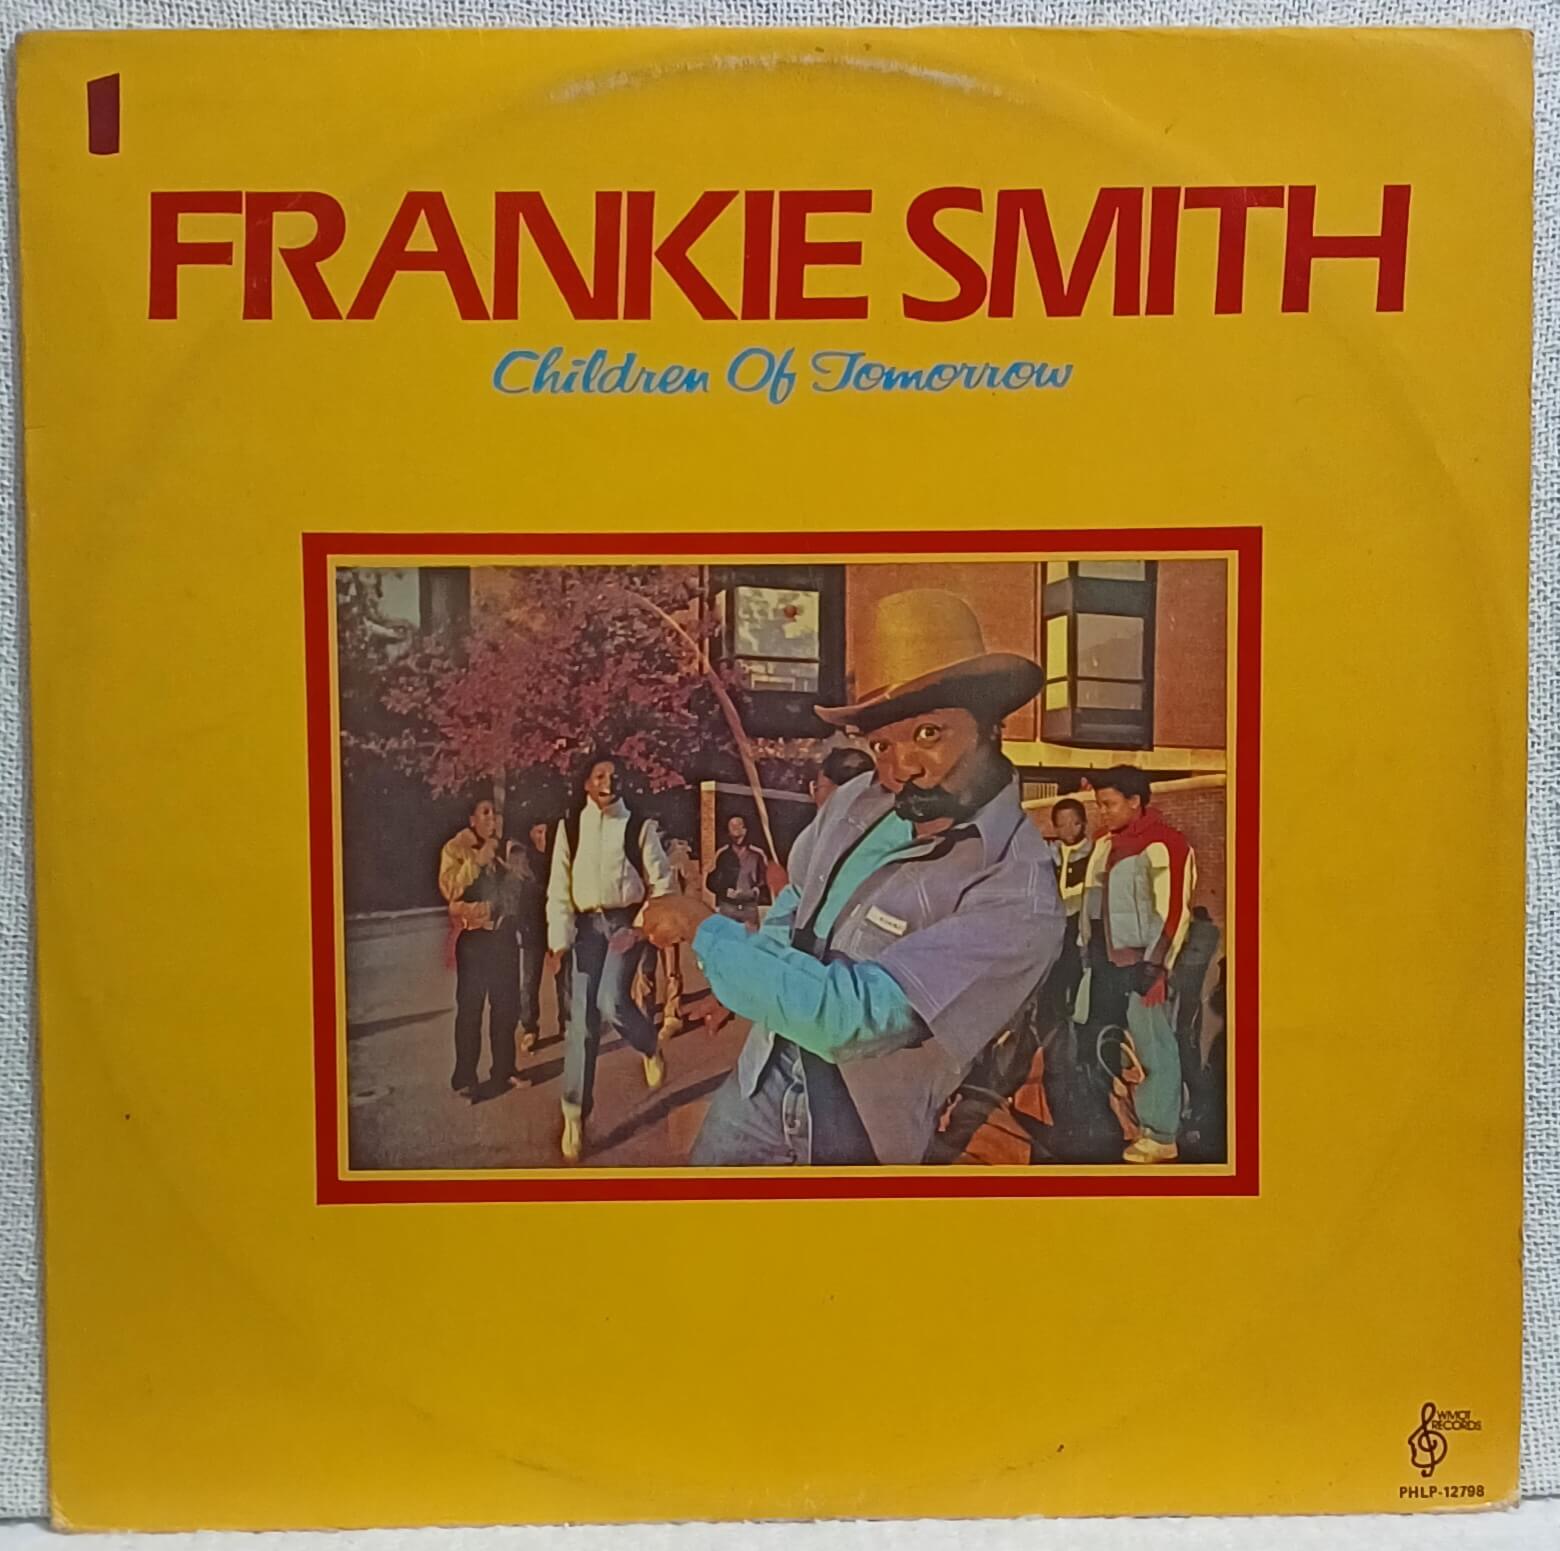 FRANKIE SMITH
Children Of Tomorrow
WMOT
RECORDS
PHLP-12798